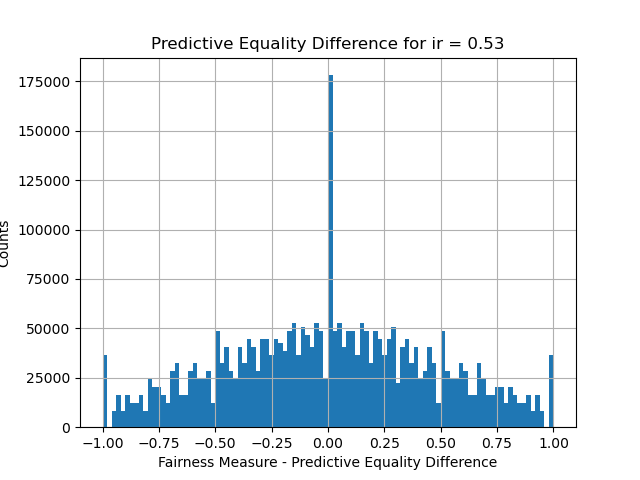 Predictive Equality Difference for ir = 0.53
175000
150000
125000
100000
75000
50000
25000
0
Counts
−1.00 −0.75 −0.50 −0.25 0.00 0.25 0.50 0.75 1.00
Fairness Measure - Predictive Equality Difference